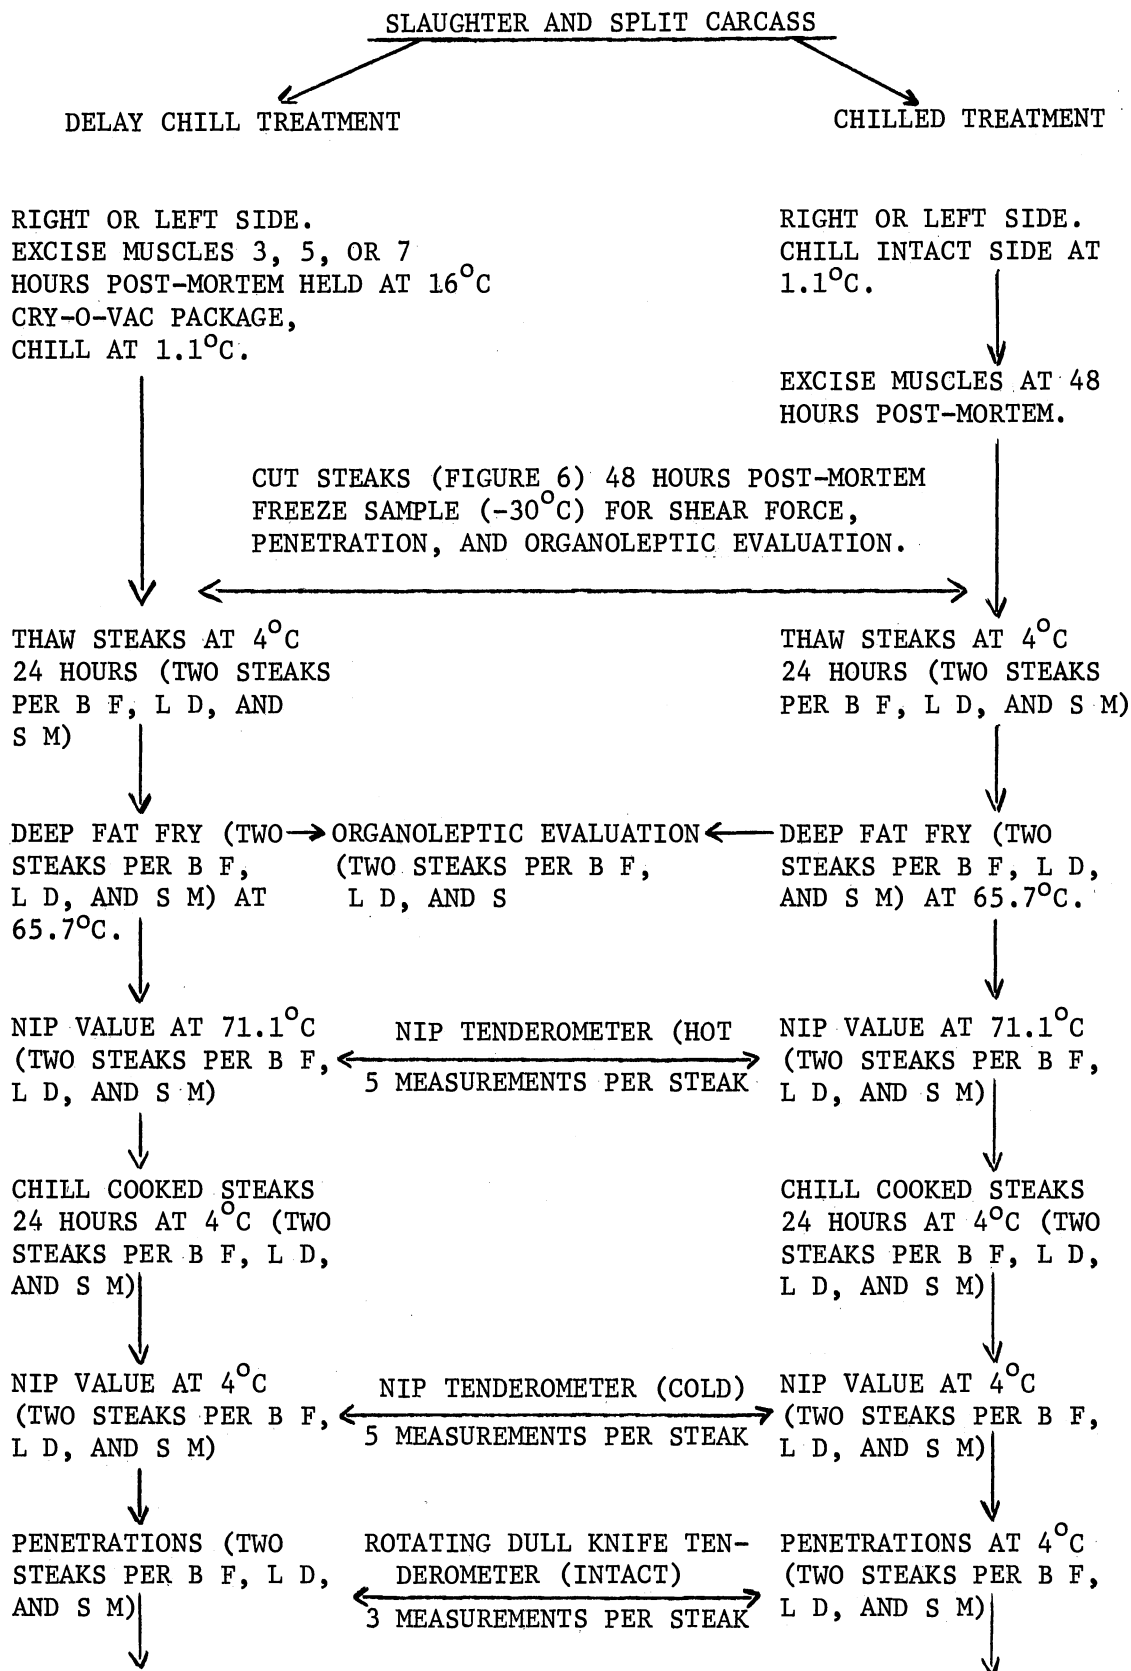 SLAUGHTER AND SPLIT CARCASS
DELAY CHILL TREATMENT
CHILLED TREATMENT
RIGHT OR LEFT SIDE.
EXCISE MUSCLES 3, 5, OR 7
HOURS POST-MORTEM HELD AT 16°C
CRY-O-VAC PACKAGE,
CHILL AT 1.1°C.
RIGHT OR LEFT SIDE.
CHILL INTACT SIDE AT
1.1°C.
EXCISE MUSCLES AT 48
HOURS POST-MORTEM.
CUT STEAKS (FIGURE 6) 48 HOURS POST-MORTEM
FREEZE SAMPLE (-30°C) FOR SHEAR FORCE,
PENETRATION, AND ORGANOLEPTIC EVALUATION.
THAW STEAKS AT 4°C
24 HOURS (TWO STEAKS
PER B F, L D, AND
S M)
THAW STEAKS AT 4°C
24 HOURS (TWO STEAKS
PER B F, L D, AND S M)
DEEP FAT FRY (TWO
STEAKS PER B F,
L D, AND S M) AT
65.7°C.
ORGANOLEPTIC EVALUATION
(TWO STEAKS PER B F,
L D, AND S
DEEP FAT FRY (TWO
STEAKS PER B F, L D,
AND S M) AT 65.7°C.
NIP VALUE AT 71.1°C
(TWO STEAKS PER B F,
L D, AND S M)
NIP TENDEROMETER (HOT
5 MEASUREMENTS PER STEAK
NIP VALUE AT 71.1°C
(TWO STEAKS PER B F,
L D, AND S M)
CHILL COOKED STEAKS
24 HOURS AT 4°C (TWO
STEAKS PER B F, L D,
AND S M)
CHILL COOKED STEAKS
24 HOURS AT 4°C (TWO
STEAKS PER B F, L D,
L D, AND S M)
NIP VALUE AT 4°C
(TWO STEAKS PER B F,
L D, AND S M)
NIP TENDEROMETER (COLD)
5 MEASUREMENTS PER STEAK
NIP VALUE AT 4°C
(TWO STEAKS PER B F,
L D, AND S M)
PENETRATIONS (TWO
STEAKS PER B F, L D,
AND S M)
ROTATING DULL KNIFE TEN-
DEROMETER (INTACT)
3 MEASUREMENTS PER STEAK
PENETRATIONS AT 4°C
(TWO STEAKS PER B F,
L D, AND S M)